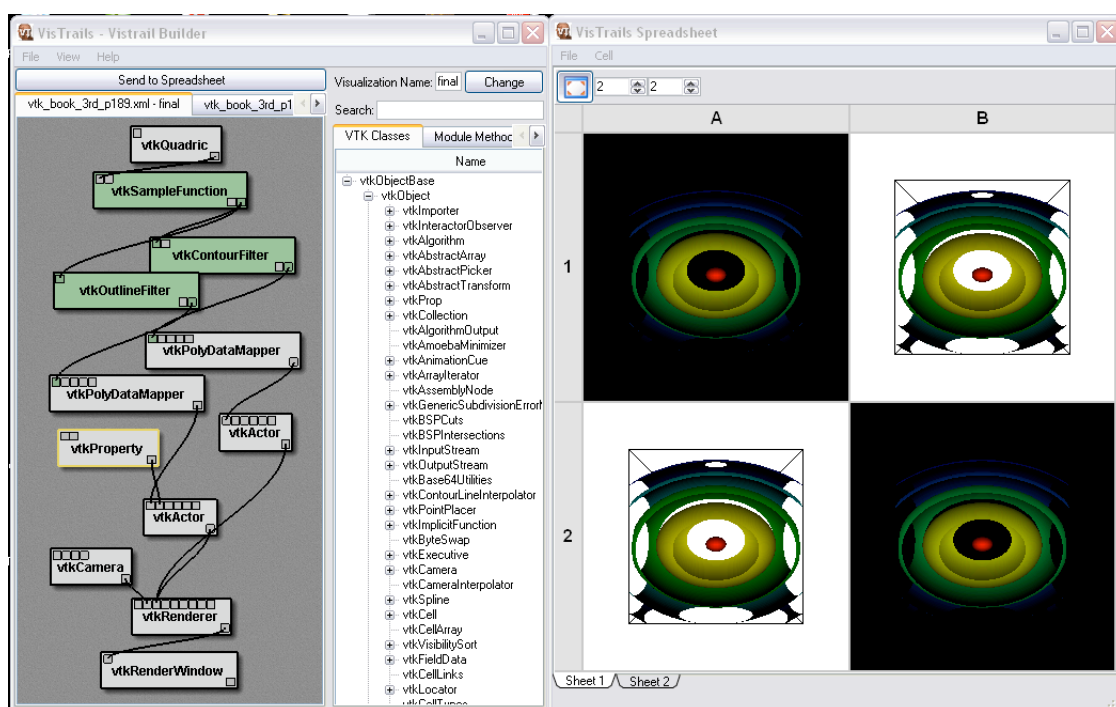 VisTrails - Vistrail Builder
File View Help
Send to Spreadsheet
vtk_book_3rd_p189.xml - final vtk_book_3rd_p1
vtkQuadric
vtkSampleFunction
vtkContourFilter
vtkOutlineFilter
vtkPolyDataMapper
vtkPolyDataMapper
vtkActor
vtkProperty
vtkActor
vtkCamera
vtkRenderer
vtkRenderWindow
Visualization Name: final Change
Search:
VTK Classes Module Methoc
Name
vtkObjectBase
vtkObject
vtkImporter
vtkInteractorObserver
vtkAlgorithm
vtkAbstractArray
vtkAbstractPicker
vtkAbstractTransform
vtkProp
vtkCollection
vtkAlgorithmOutput
vtkAmoebaMinimizer
vtkAnimationCue
vtkArrayIterator
vtkAssemblyNode
vtkGenericSubdivisionErrorl
vtkBSPCuts
vtkBSPIntersections
vtkInputStream
vtkOutputStream
vtkBase64Utilities
vtkContourLineInterpolator
vtkPointPlacer
vtkImplicitFunction
vtkByteSwap
vtkExecutive
vtkCamera
vtkCameraInterpolator
vtkSpline
vtkCell
vtkCellArray
vtkVisibilitySort
vtkFieldData
vtkCellLinks
vtkLocator
vtkCellTypes
VisTrails Spreadsheet
File Cell
2 2
A B
1
2
Sheet 1 Sheet 2